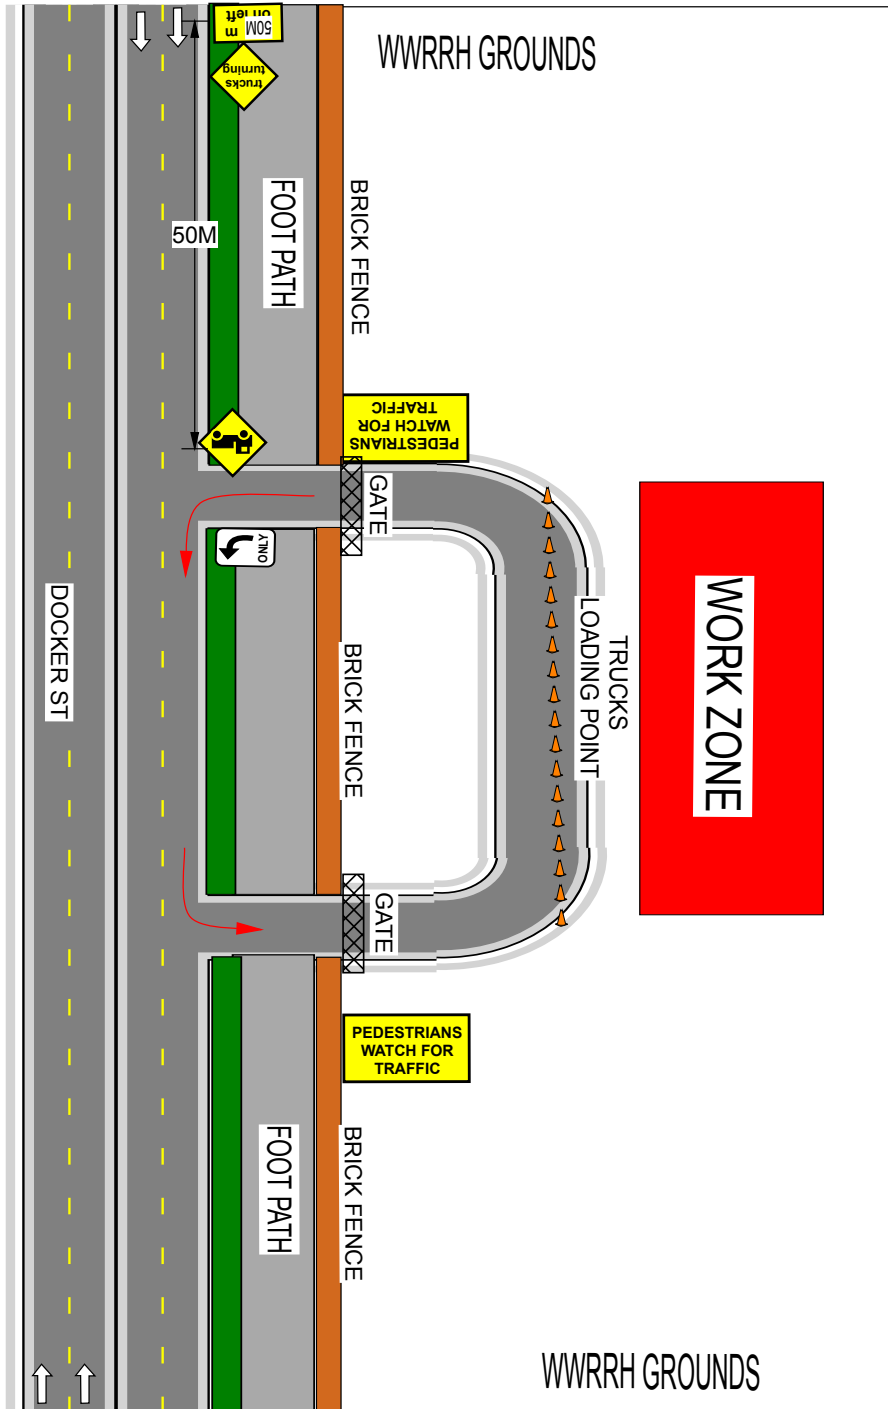 50M
m
on left
trucks
turning
WWRRH GROUNDS
50M
FOOT PATH
BRICK FENCE
PEDESTRIANS
WATCH FOR
TRAFFIC
GATE
ONLY
DOCKER ST
BRICK FENCE
TRUCKS
LOADING POINT
WORK ZONE
GATE
PEDESTRIANS
WATCH FOR
TRAFFIC
FOOT PATH
BRICK FENCE
WWRRH GROUNDS